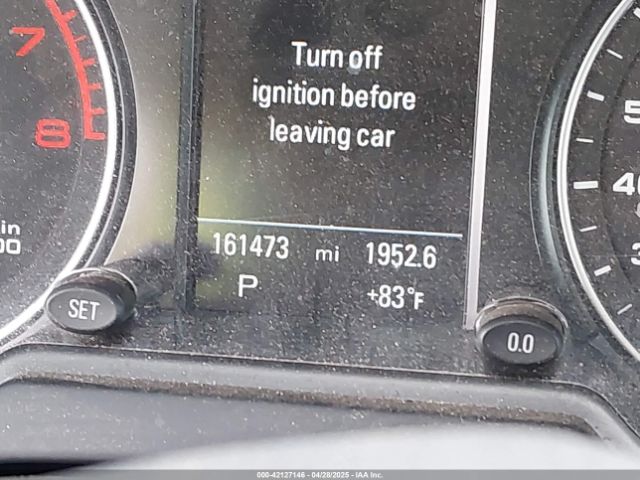 Turn off
ignition before
leaving car
161473 mi 1952.6
P +83°F
SET
0.0
7
8
00
5
40
3
000-42127146 - 04/28/2025 - IAA Inc.